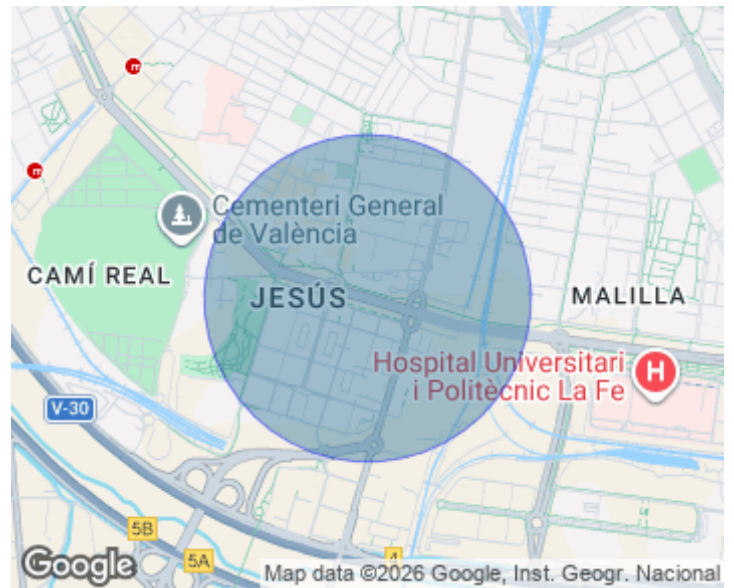 Cementeri General
de València
CAMÍ REAL
JESÚS
MALILLA
Hospital Universitari
i Politècnic La Fe
H
V-30
5B
5A
4
Google
Map data ©2026 Google, Inst. Geogr. Nacional